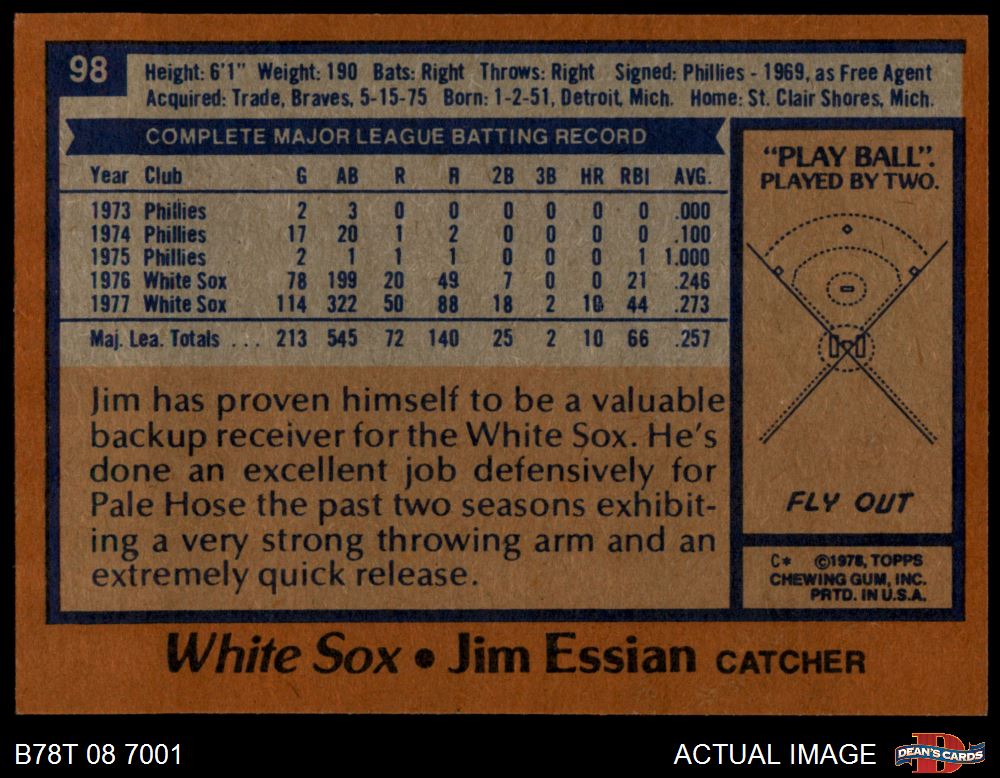 98
Height: 6'1" Weight: 190 Bats: Right Throws: Right Signed: Phillies - 1969, as Free Agent
Acquired: Trade, Braves, 5-15-75 Born: 1-2-51, Detroit, Mich. Home: St. Clair Shores, Mich.
COMPLETE MAJOR LEAGUE BATTING RECORD
Year Club G AB R H 2B 3B HR RBI AVG.
1973 Phillies 2 3 0 0 0 0 0 0 .000
1974 Phillies 17 20 1 2 0 0 0 0 .100
1975 Phillies 2 1 1 1 0 0 0 1 1.000
1976 White Sox 78 199 20 49 7 0 0 21 .246
1977 White Sox 114 322 50 88 18 2 10 44 .273
Maj. Lea. Totals ... 213 545 72 140 25 2 10 66 .257
Jim has proven himself to be a valuable
backup receiver for the White Sox. He's
done an excellent job defensively for
Pale Hose the past two seasons exhibit-
ing a very strong throwing arm and an
extremely quick release.
"PLAY BALL".
PLAYED BY TWO.
FLY OUT
C* ©1978, TOPPS
CHEWING GUM, INC.
PRTD. IN U.S.A.
White Sox • Jim Essian CATCHER
B78T 08 7001
ACTUAL IMAGE
DEAN'S CARDS